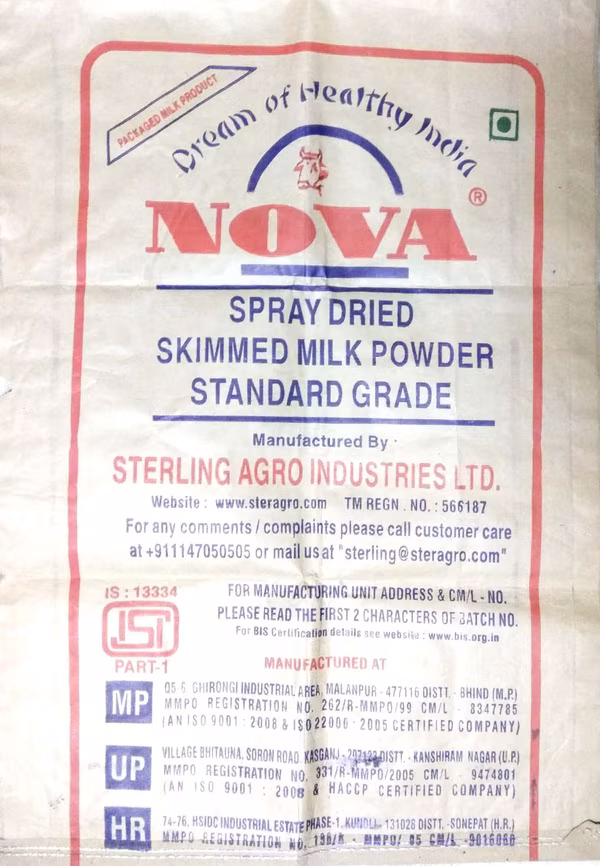 PACKAGED MILK PRODUCT
Dream of Healthy India
NOVA ®
SPRAY DRIED
SKIMMED MILK POWDER
STANDARD GRADE
Manufactured By
STERLING AGRO INDUSTRIES LTD.
Website : www.steragro.com TM REGN . NO. : 566187
For any comments / complaints please call customer care
at +911147050505 or mail us at "sterling@steragro.com"
IS : 13334
ISI
PART-1
FOR MANUFACTURING UNIT ADDRESS & CM/L - NO.
PLEASE READ THE FIRST 2 CHARACTERS OF BATCH NO.
For BIS Certification details see website : www.bis.org.in
MANUFACTURED AT
MP
GHIRONGI INDUSTRIAL AREA, MALANPUR - 477116 DISTT. - BHIND (M.P.)
MMPO REGISTRATION NO. 262/R-MMPO/99 CM/L - 8347785
(AN ISO 9001 : 2008 & ISO 22000 : 2005 CERTIFIED COMPANY)
UP
VILLAGE BHITAUNA, SORON ROAD, KASGANJ - DISTT. - KANSHIRAM NAGAR (U.P.)
MMPO REGISTRATION NO. 331/R-MMPO/2005 CM/L - 9474801
(AN ISO 9001 : 2008 & HACCP CERTIFIED COMPANY)
HR
74-76, HSIDC INDUSTRIAL ESTATE PHASE-1, KUNDLI - 131028 DISTT. - SONEPAT (H.R.)
MMPO REGISTRATION NO. CM/L